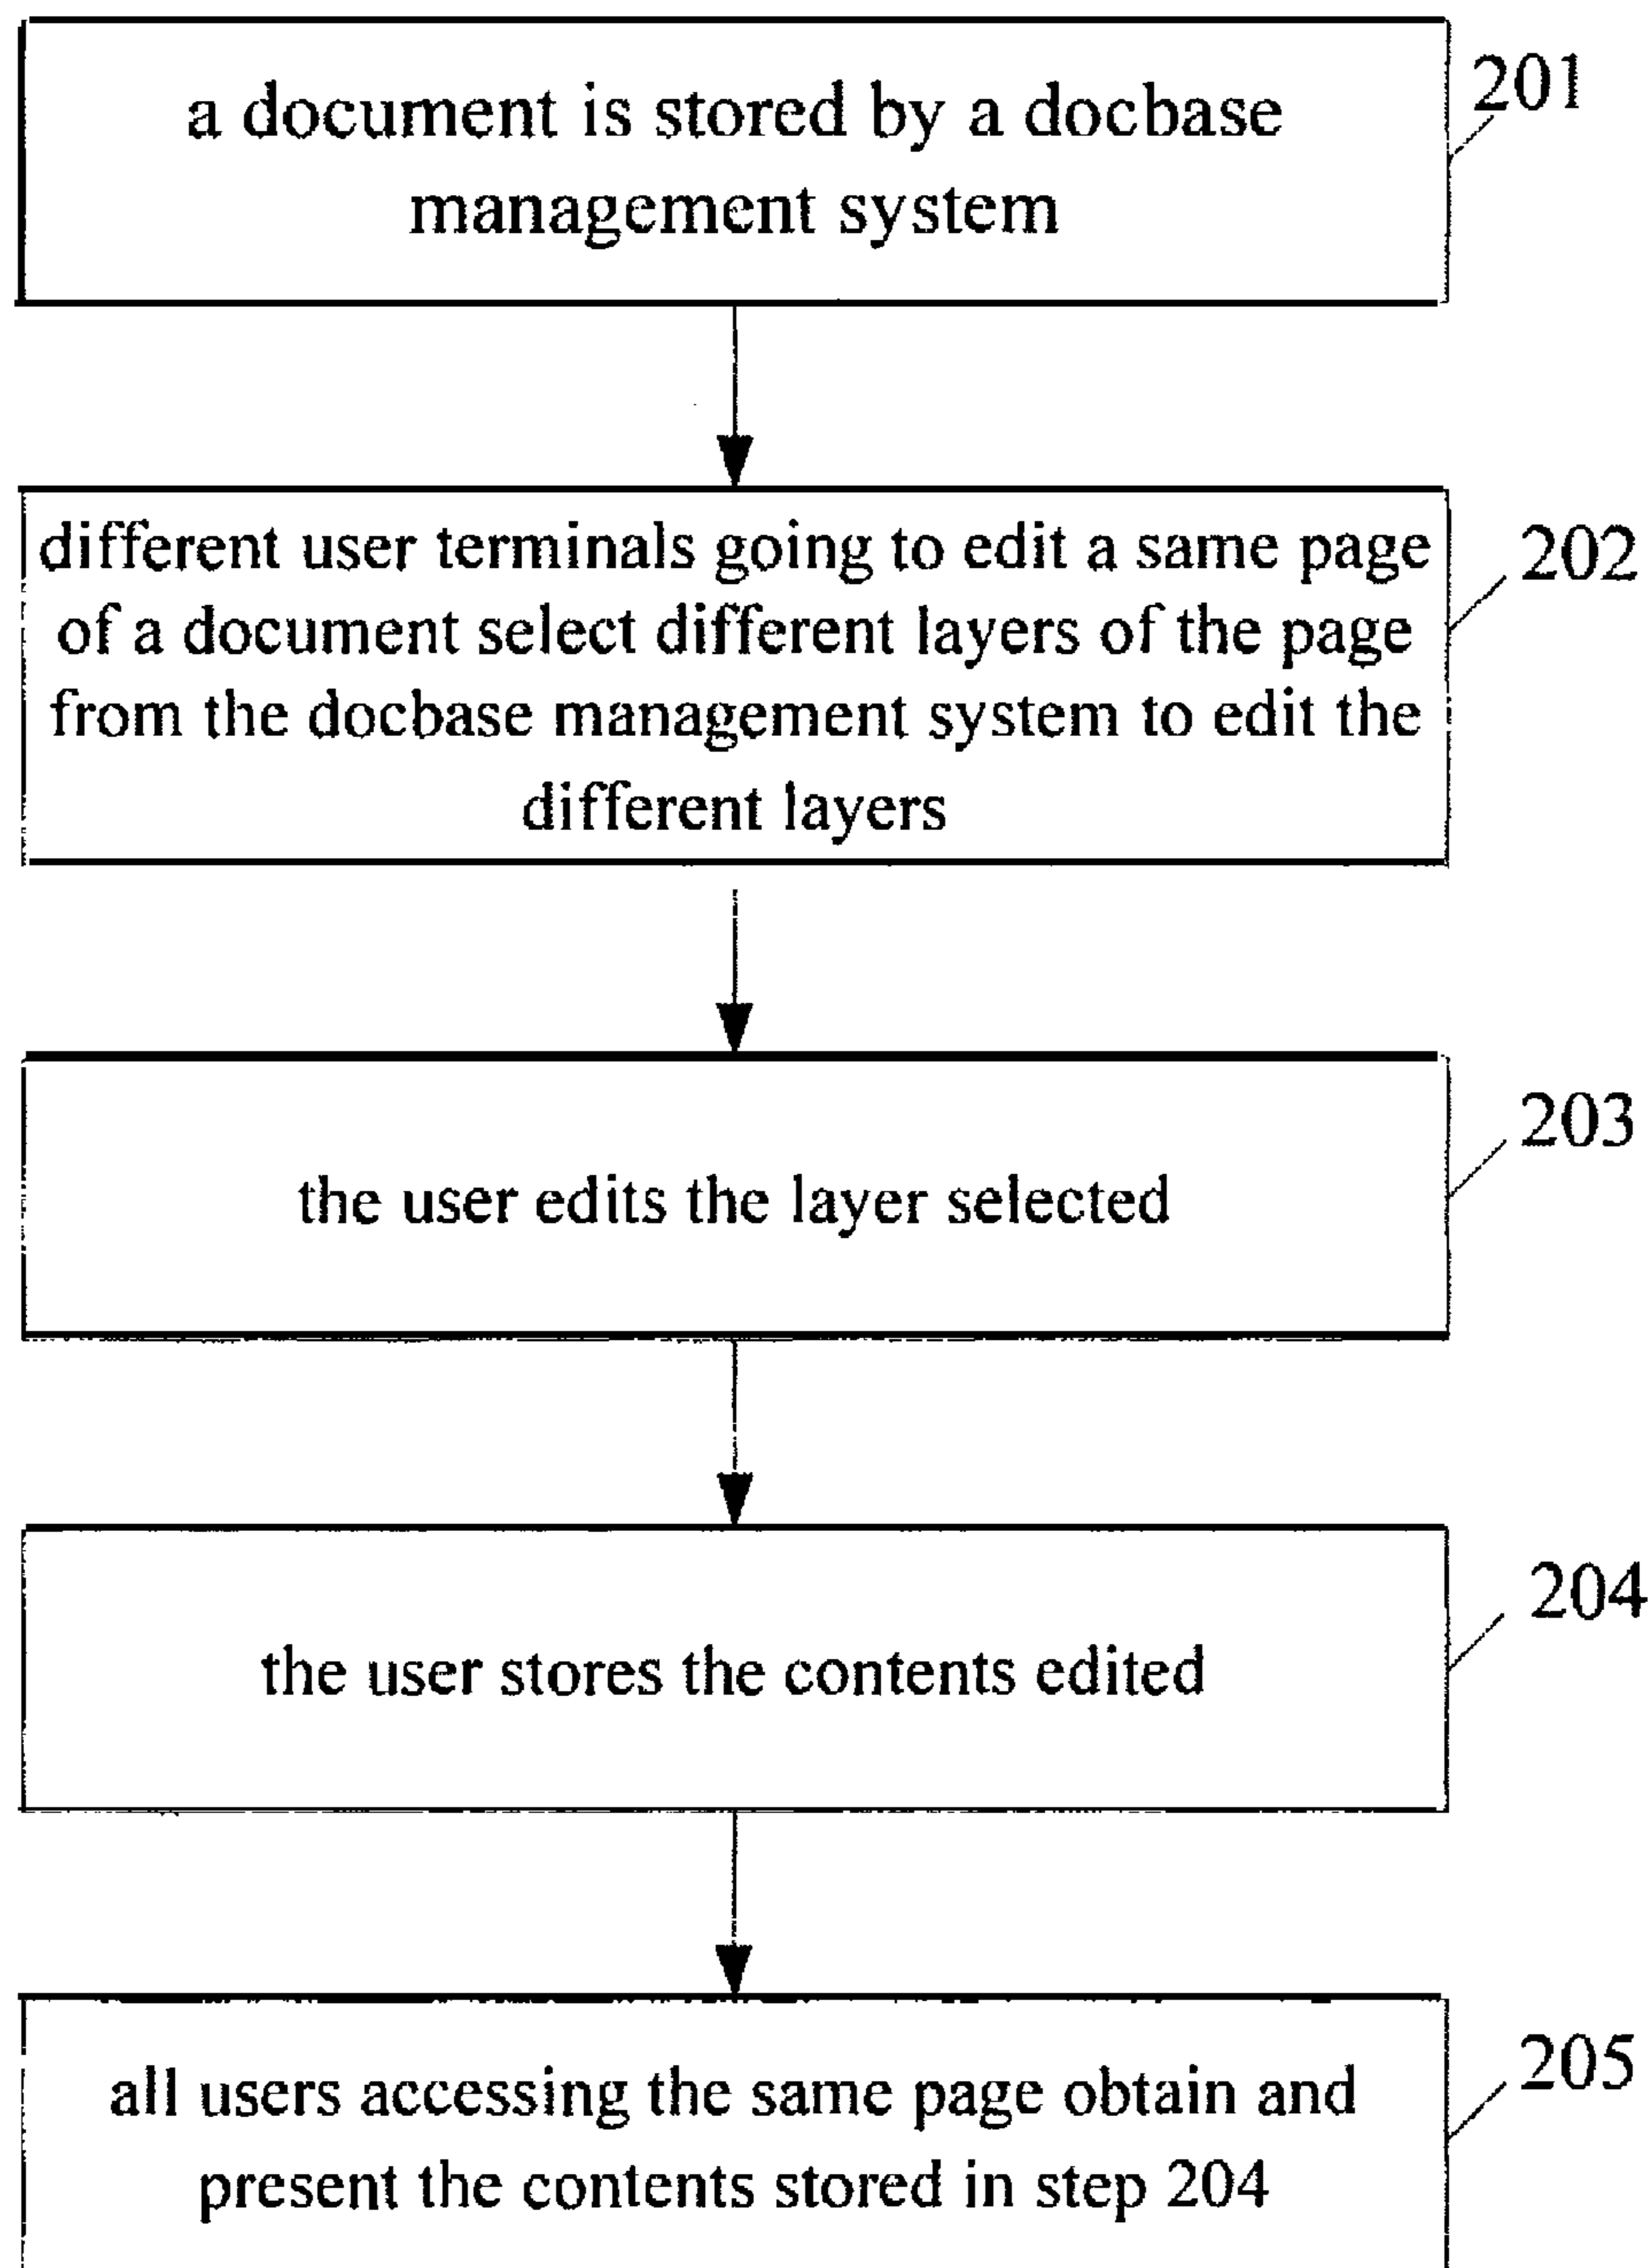 a document is stored by a docbase
management system
201
different user terminals going to edit a same page
of a document select different layers of the page
from the docbase management system to edit the
different layers
202
the user edits the layer selected
203
the user stores the contents edited
204
all users accessing the same page obtain and
present the contents stored in step 204
205